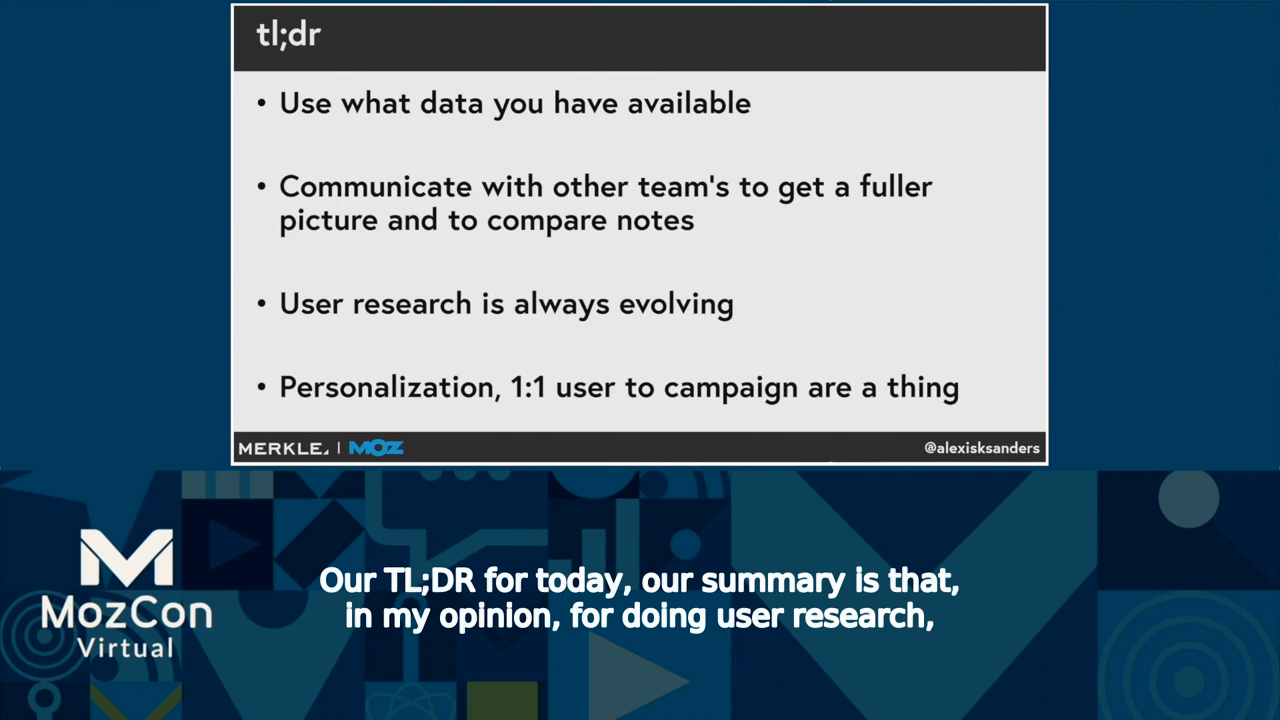 tl;dr
• Use what data you have available
• Communicate with other team's to get a fuller
picture and to compare notes
• User research is always evolving
• Personalization, 1:1 user to campaign are a thing
MERKLE. | MOZ
@alexisksanders
M
MozCon
Virtual
Our TL;DR for today, our summary is that,
in my opinion, for doing user research,